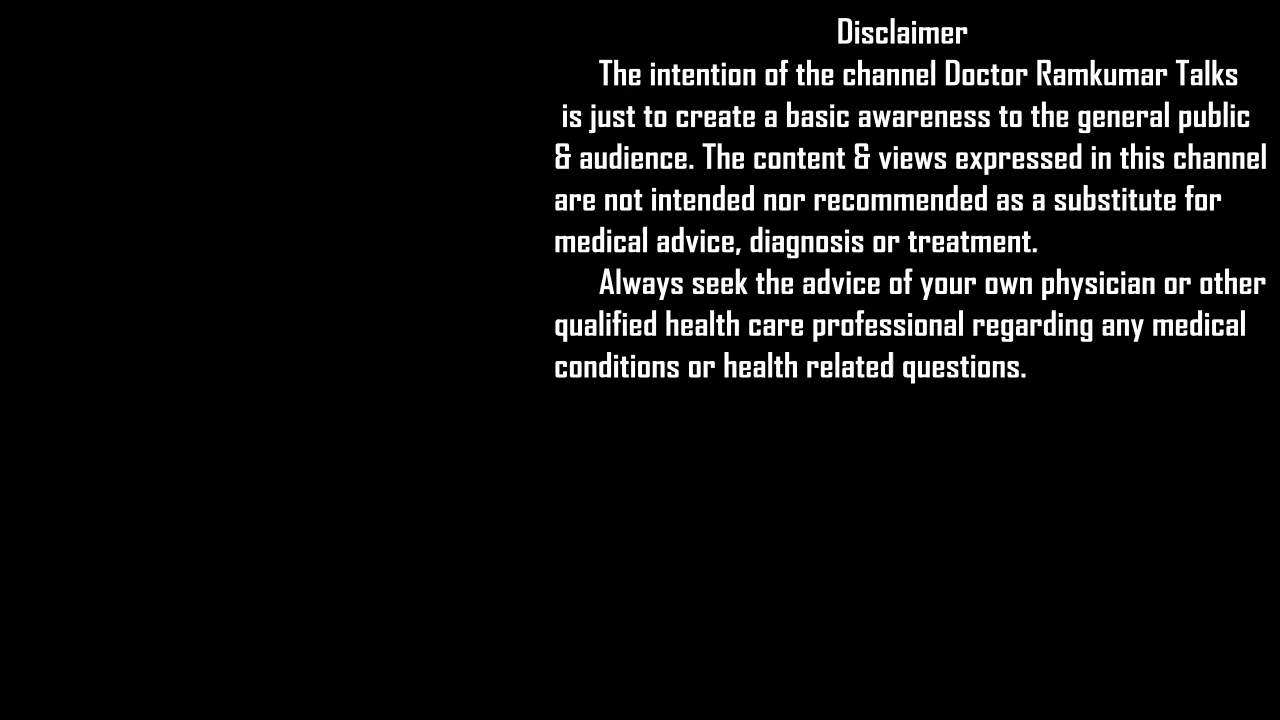 Disclaimer
The intention of the channel Doctor Ramkumar Talks
is just to create a basic awareness to the general public
& audience. The content & views expressed in this channel
are not intended nor recommended as a substitute for
medical advice, diagnosis or treatment.
Always seek the advice of your own physician or other
qualified health care professional regarding any medical
conditions or health related questions.